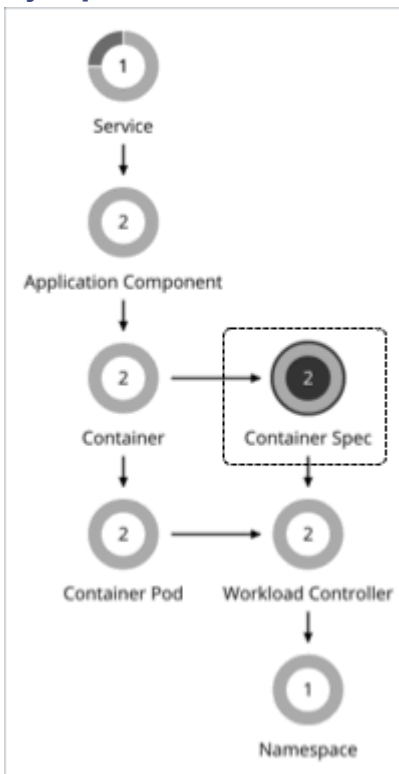 1
Service
2
Application Component
2
2
Container
Container Spec
2
2
Container Pod
Workload Controller
1
Namespace